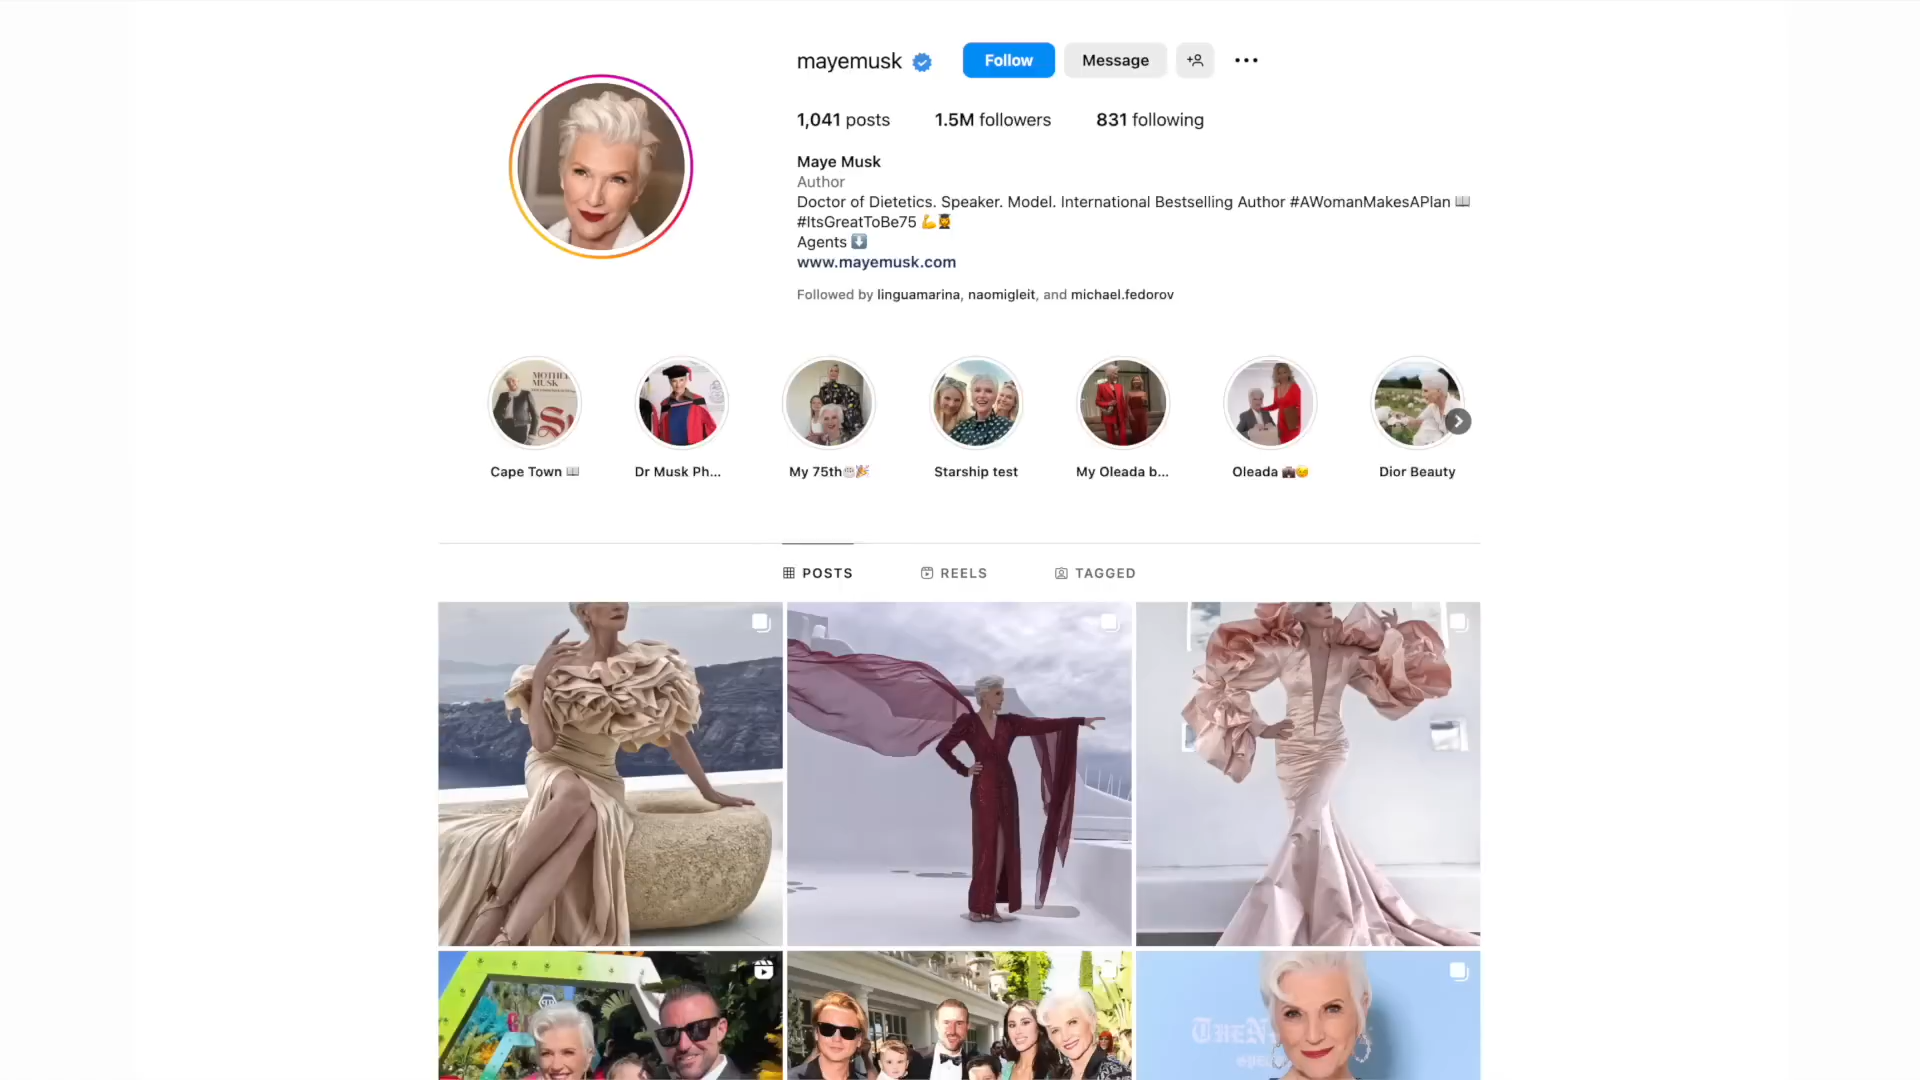 mayemusk Follow Message
1,041 posts 1.5M followers 831 following
Maye Musk
Author
Doctor of Dietetics. Speaker. Model. International Bestselling Author #AWomanMakesAPlan 📖
#ItsGreatToBe75 💪👩‍🎓
Agents ⬇️
www.mayemusk.com
Followed by linguamarina, naomigleit, and michael.fedorov
MOTHER
MUSK
Cape Town 📖
Dr Musk Ph...
My 75th🎂🎉
Starship test
My Oleada b...
Oleada 💼😉
Dior Beauty
POSTS REELS TAGGED